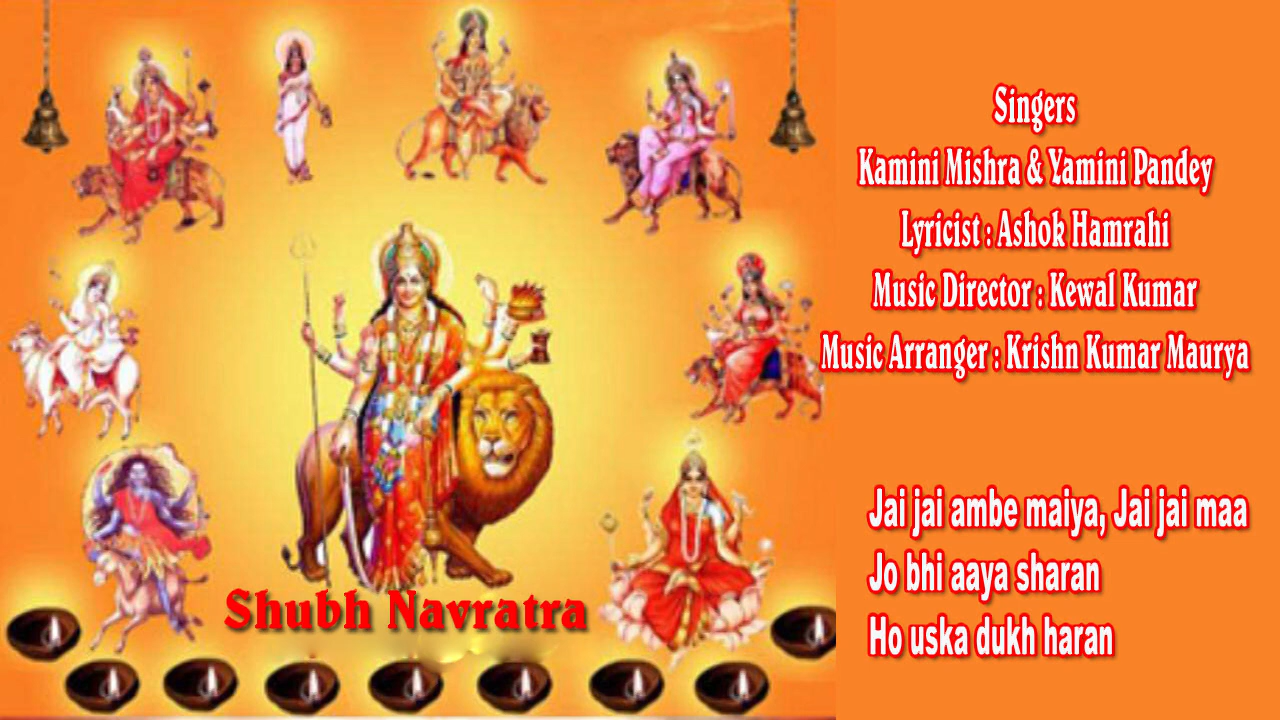 Shubh Navratra
Singers
Kamini Mishra & Yamini Pandey
Lyricist : Ashok Hamrahi
Music Director : Kewal Kumar
Music Arranger : Krishn Kumar Maurya
Jai jai ambe maiya, Jai jai maa
Jo bhi aaya sharan
Ho uska dukh haran